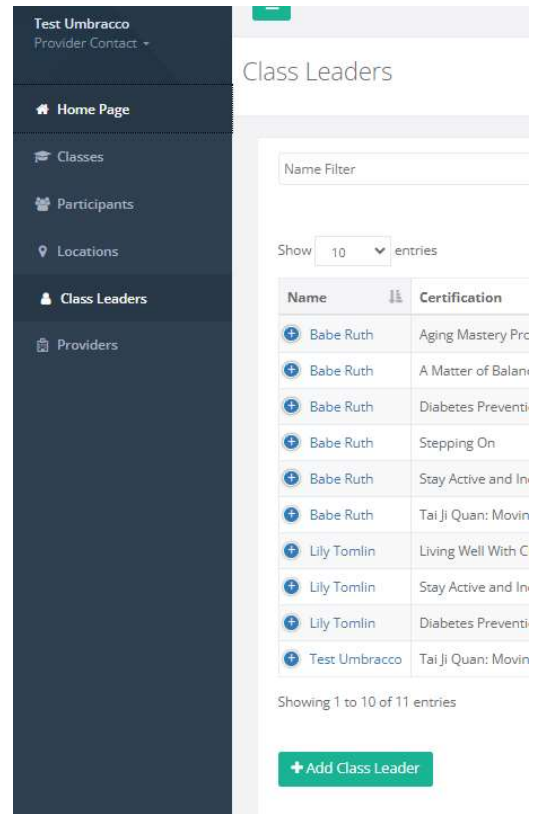 Test Umbracco
Provider Contact
Class Leaders
Home Page
Classes
Participants
Locations
Class Leaders
Providers
Name Filter
Show 10 entries
Name Certification
Babe Ruth Aging Mastery Pro
Babe Ruth A Matter of Balan
Babe Ruth Diabetes Preventi
Babe Ruth Stepping On
Babe Ruth Stay Active and In
Babe Ruth Tai Ji Quan: Movin
Lily Tomlin Living Well With C
Lily Tomlin Stay Active and In
Lily Tomlin Diabetes Preventi
Test Umbracco Tai Ji Quan: Movin
Showing 1 to 10 of 11 entries
+ Add Class Leader